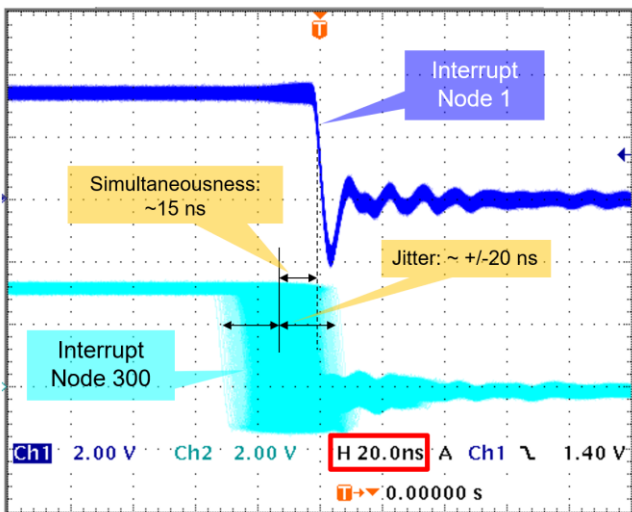 T
Interrupt
Node 1
Simultaneousness:
~15 ns
Jitter: ~ +/-20 ns
Interrupt
Node 300
Ch1 2.00 V Ch2 2.00 V H 20.0ns A Ch1 1.40 V
T 0.00000 s